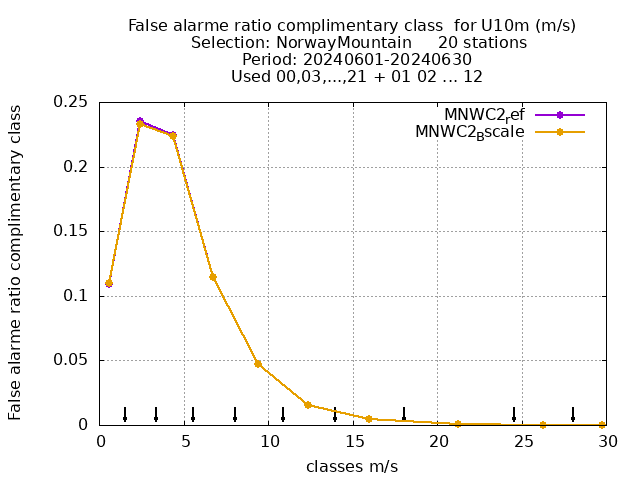 False alarme ratio complimentary class  for U10m (m/s)
Selection: NorwayMountain     20 stations
Period: 20240601-20240630
Used 00,03,...,21 + 01 02 ... 12
False alarme ratio complimentary class
0.25
0.2
0.15
0.1
0.05
0
MNWC2_ref
MNWC2_Bscale
0 5 10 15 20 25 30
classes m/s